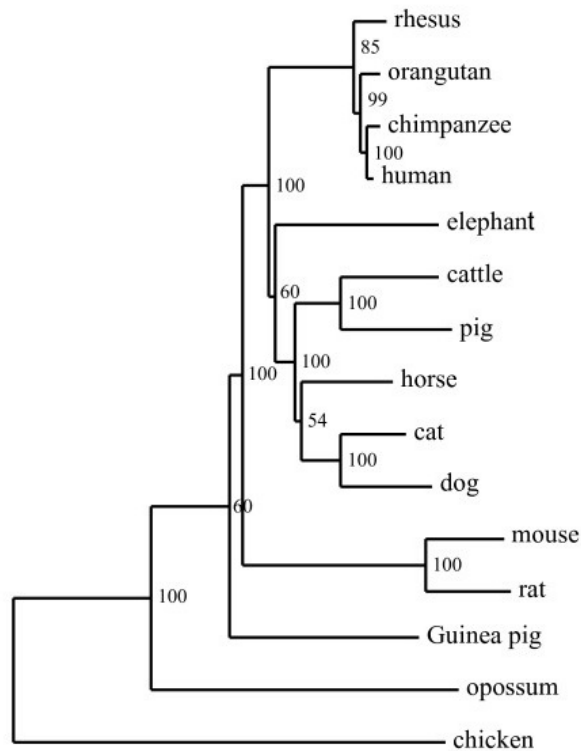 rhesus
85
orangutan
99
chimpanzee
100
human
100
elephant
cattle
60
100
pig
100
100
horse
54
cat
100
dog
60
mouse
100
rat
100
Guinea pig
opossum
chicken